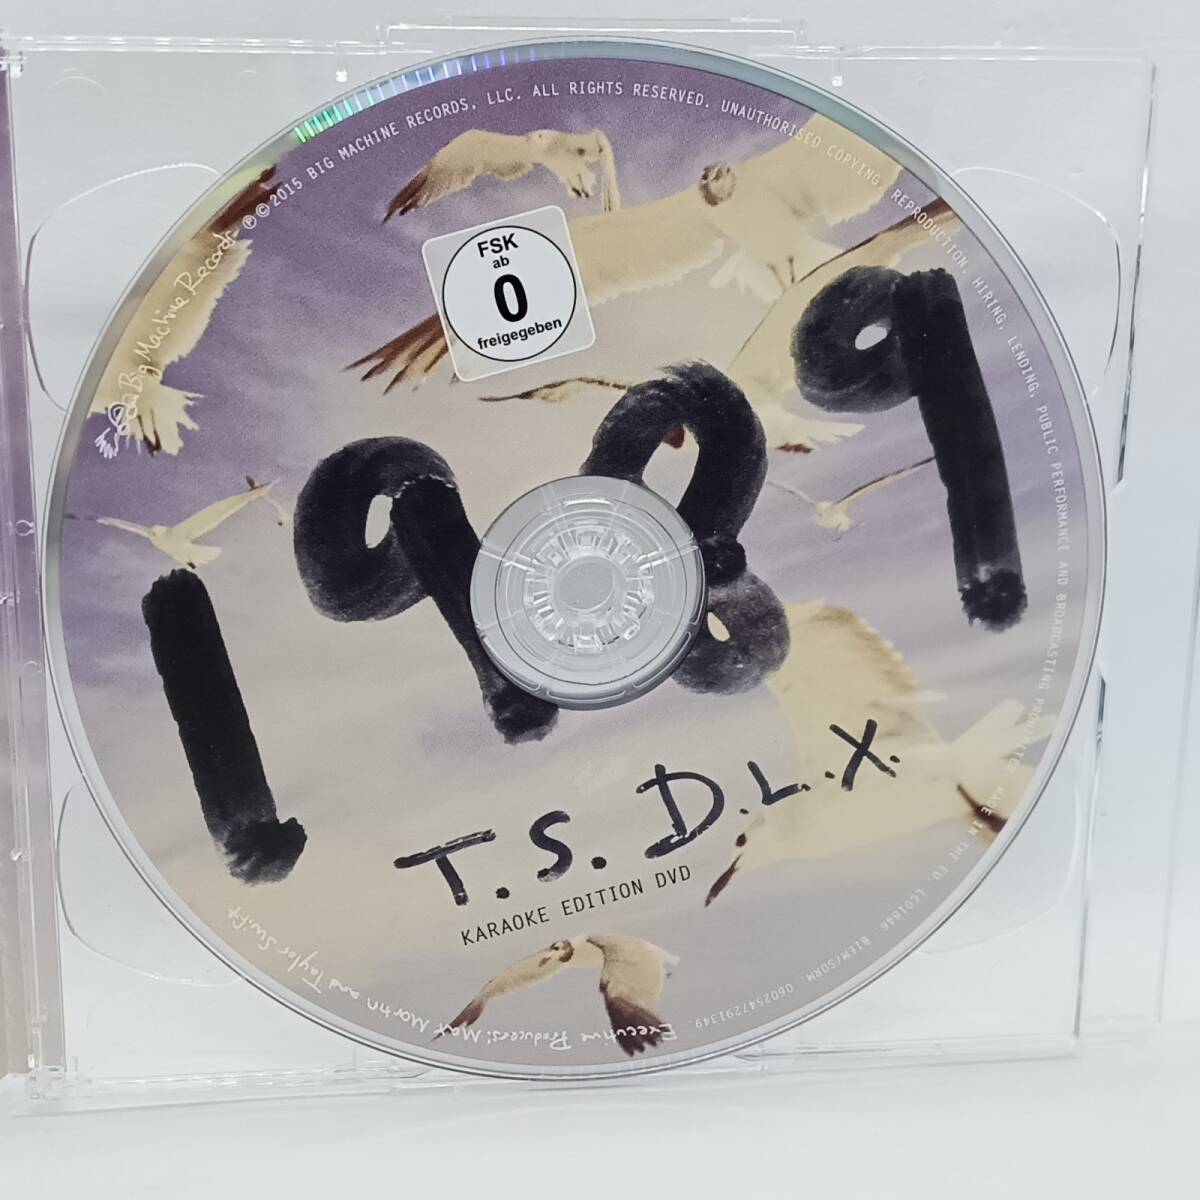 ℗ © 2015 BIG MACHINE RECORDS, LLC. ALL RIGHTS RESERVED. UNAUTHORISED COPYING, REPRODUCTION, HIRING, LENDING, PUBLIC PERFORMANCE AND BROADCASTING PROHIBITED. MADE IN THE EU. LC01846. BIEM/SDRM. 0602547291349.
Big Machine Records
FSK
ab
0
freigegeben
1989
T.S. D.L.X.
KARAOKE EDITION DVD
Executive Producers: Max Martin and Taylor Swift